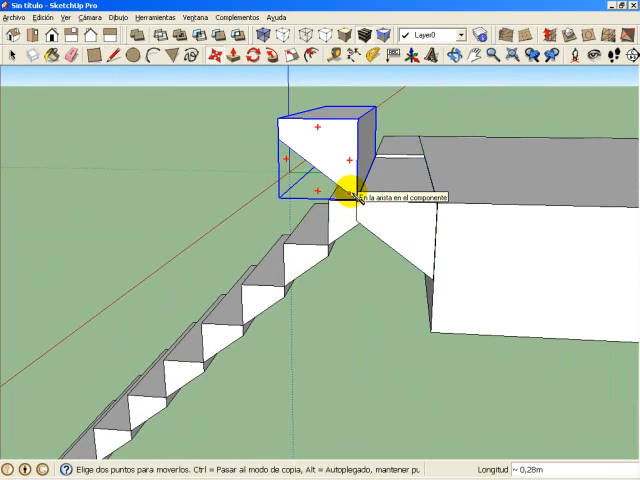 Sin título - SketchUp Pro
Archivo Edición Ver Cámara Dibujo Herramientas Ventana Complementos Ayuda
Layer0
En la arista en el componente
Elige dos puntos para moverlos. Ctrl = Pasar al modo de copia, Alt = Autoplegado, mantener pu
Longitud ~ 0,28m